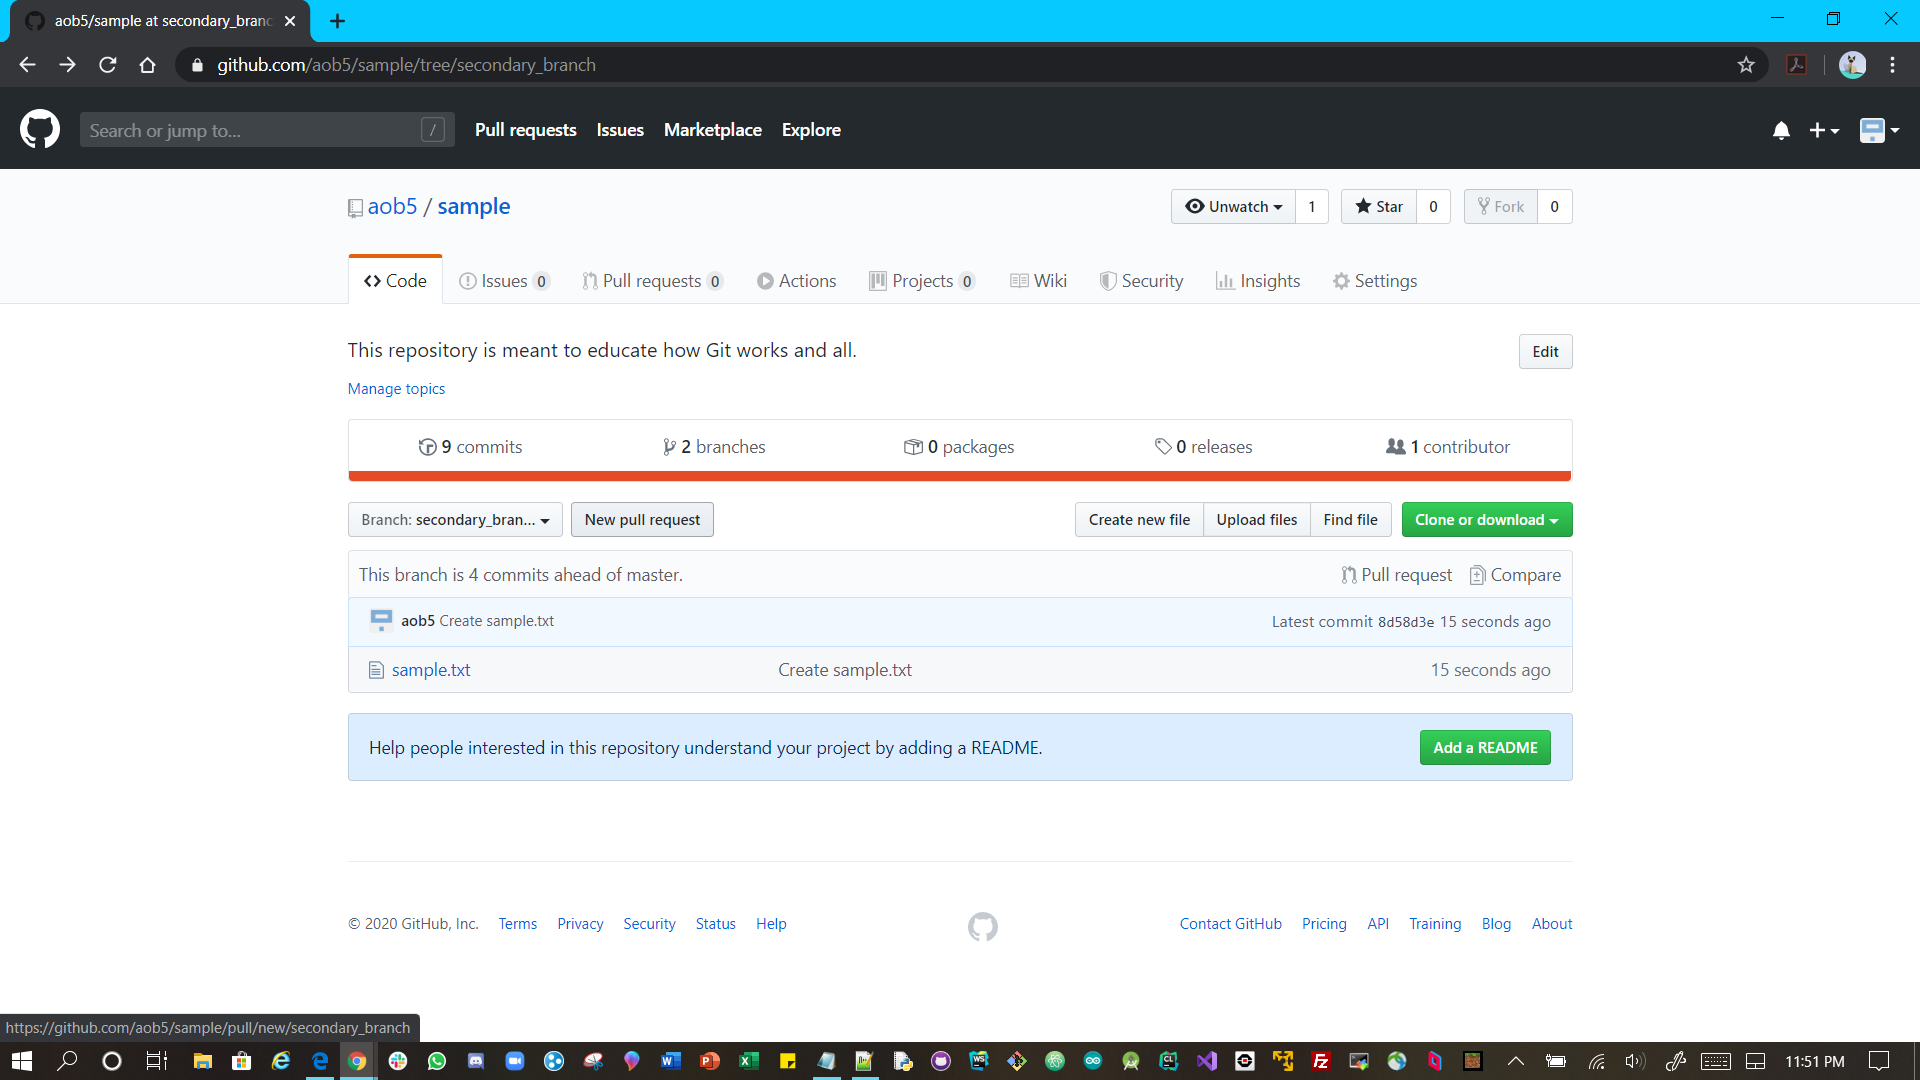 aob5/sample at secondary_branc
github.com/aob5/sample/tree/secondary_branch
Search or jump to... /
Pull requests Issues Marketplace Explore
aob5 / sample
Unwatch 1 Star 0 Fork 0
Code Issues 0 Pull requests 0 Actions Projects 0 Wiki Security Insights Settings
This repository is meant to educate how Git works and all.
Edit
Manage topics
9 commits 2 branches 0 packages 0 releases 1 contributor
Branch: secondary_bran... New pull request Create new file Upload files Find file Clone or download
This branch is 4 commits ahead of master. Pull request Compare
aob5 Create sample.txt Latest commit 8d58d3e 15 seconds ago
sample.txt Create sample.txt 15 seconds ago
Help people interested in this repository understand your project by adding a README. Add a README
© 2020 GitHub, Inc. Terms Privacy Security Status Help Contact GitHub Pricing API Training Blog About
https://github.com/aob5/sample/pull/new/secondary_branch
11:51 PM